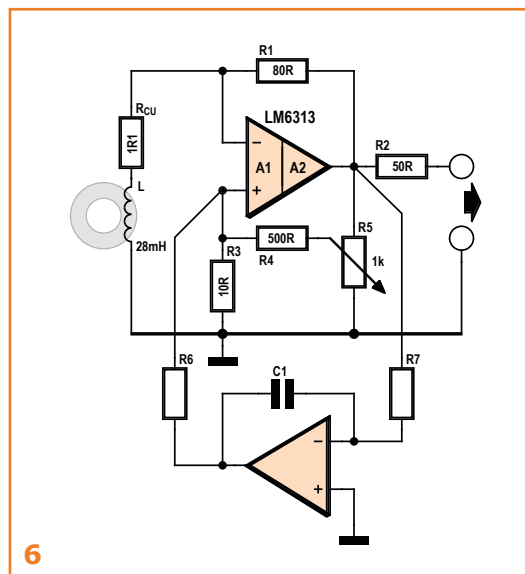 R1
80R
LM6313
RCU
1R1
L
28mH
−
A1
A2
+
R2
50R
R3
10R
500R
R4
R5
1k
R6
C1
R7
−
+
6